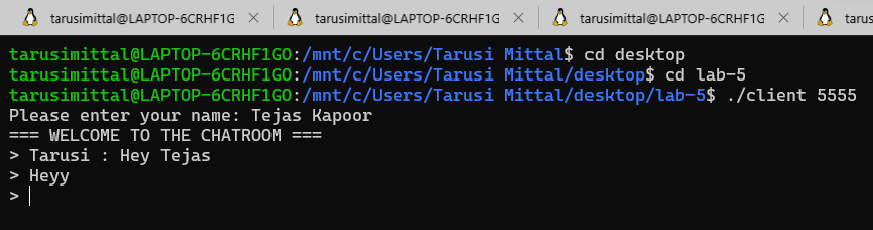 tarusimittal@LAPTOP-6CRHF1G
tarusimittal@LAPTOP-6CRHF1G
tarusimittal@LAPTOP-6CRHF1G
tarus
tarusimittal@LAPTOP-6CRHF1GO:/mnt/c/Users/Tarusi Mittal$ cd desktop
tarusimittal@LAPTOP-6CRHF1GO:/mnt/c/Users/Tarusi Mittal/desktop$ cd lab-5
tarusimittal@LAPTOP-6CRHF1GO:/mnt/c/Users/Tarusi Mittal/desktop/lab-5$ ./client 5555
Please enter your name: Tejas Kapoor
=== WELCOME TO THE CHATROOM ===
> Tarusi : Hey Tejas
> Heyy
>